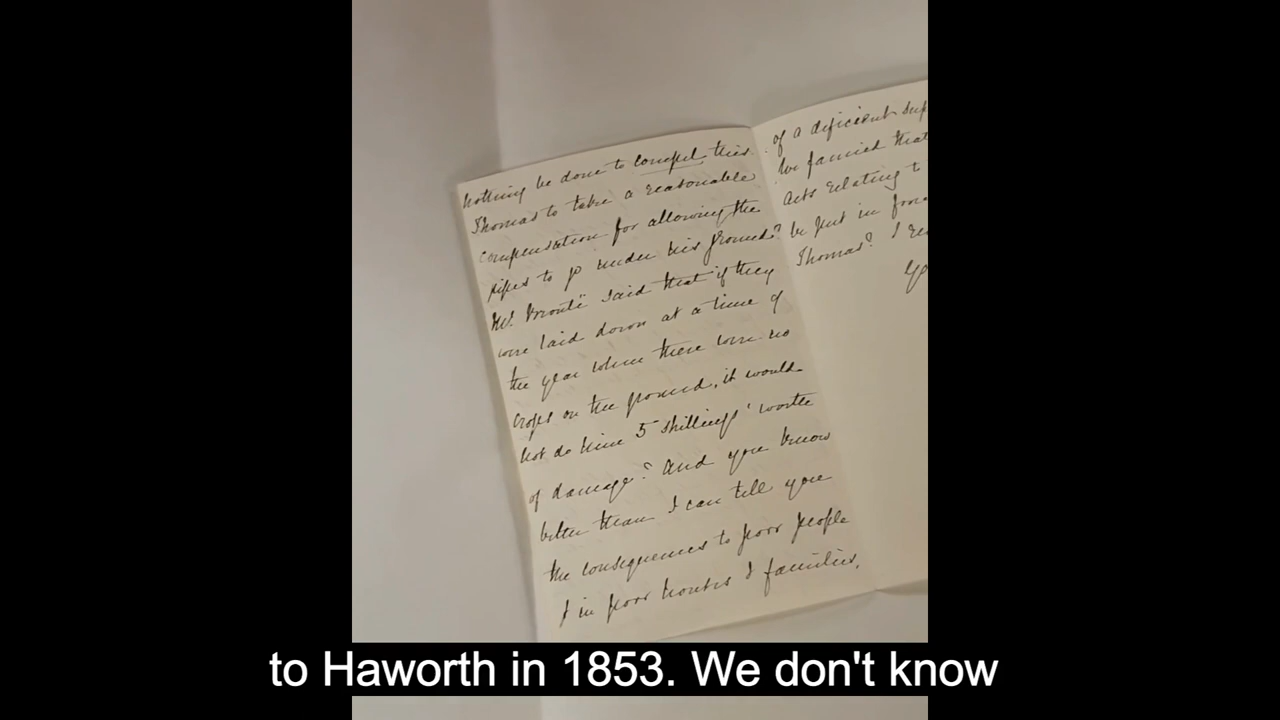 nothing be done to compel this
Thomas to take a reasonable
compensation for allowing the
pipes to go under his ground?
Mr. Brontë said that if they
were laid down at a time of
the year when there were no
crops on the ground, it would
not do him 5 shillings' worth
of damage? And you know
better than I can tell you
the consequences to poor people
& in poor & families,
of a deficient
We fancied that
Acts relating to
be put in
Thomas? I
to Haworth in 1853. We don't know